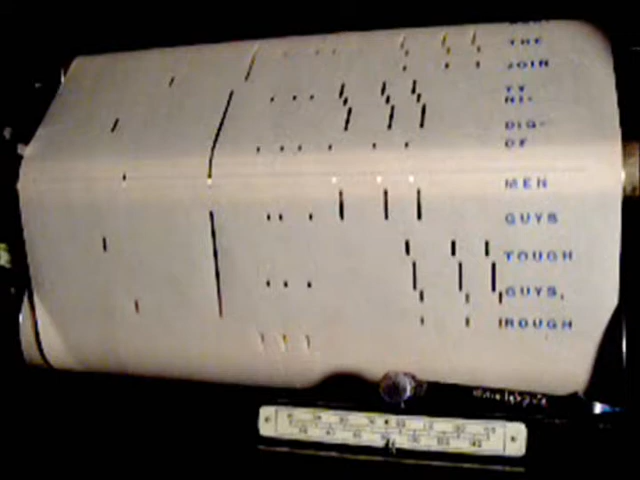 THE
JOIN
TY
NI-
DIG-
OF
MEN
GUYS
TOUGH
GUYS,
ROUGH